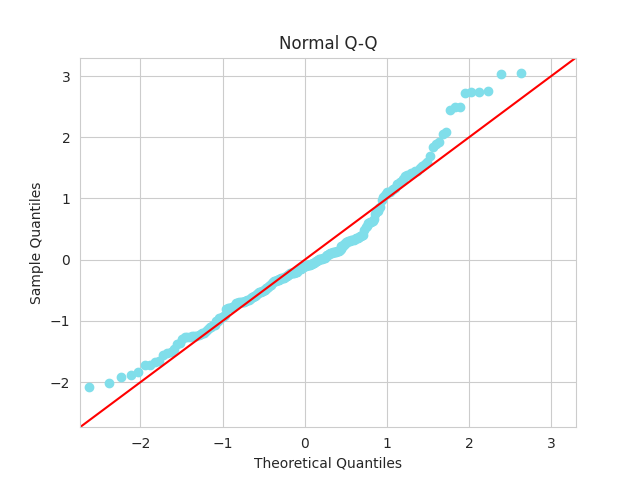 Normal Q-Q
Sample Quantiles
3
2
1
0
−1
−2
−2 −1 0 1 2 3
Theoretical Quantiles